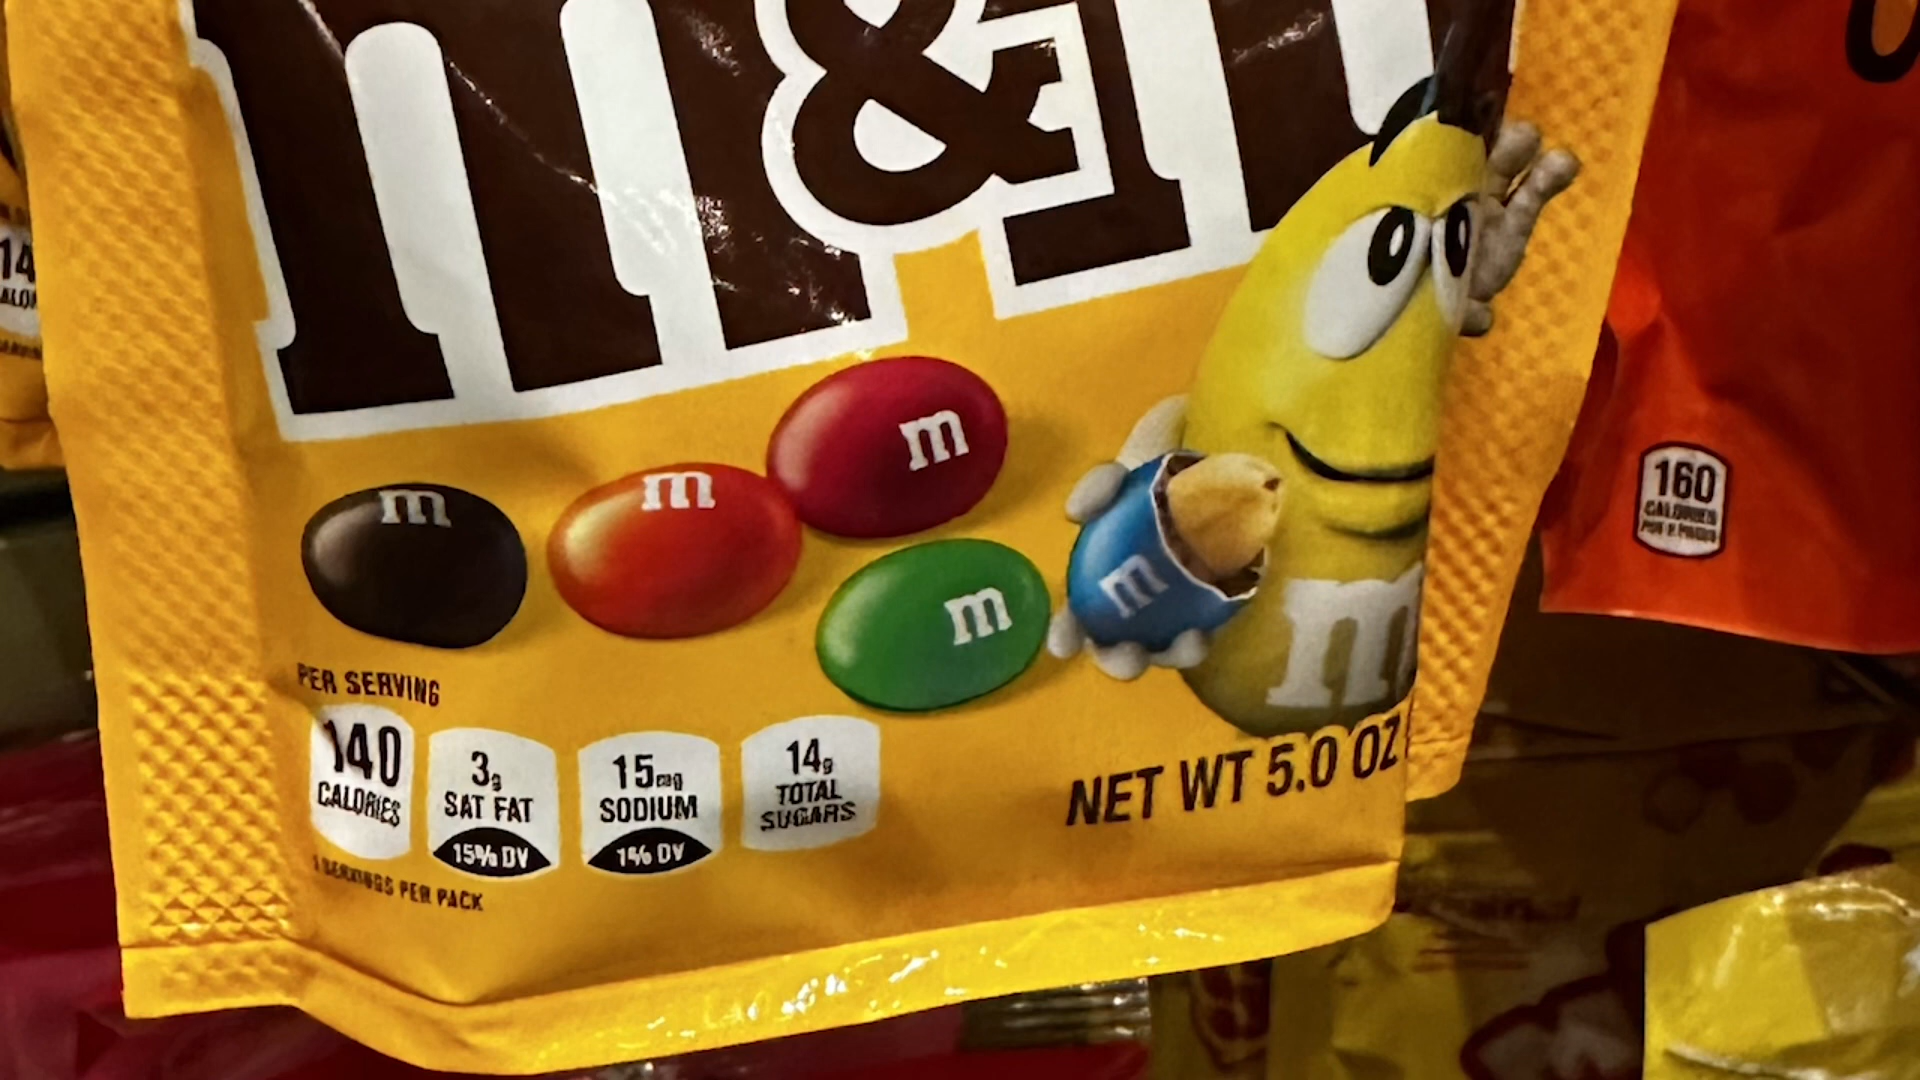 m&m
m
m
m
m
m
m
PER SERVING
140
CALORIES
3g
SAT FAT
15% DV
15mg
SODIUM
1% DV
14g
TOTAL
SUGARS
SERVINGS PER PACK
NET WT 5.0 OZ
160
CALORIES
14